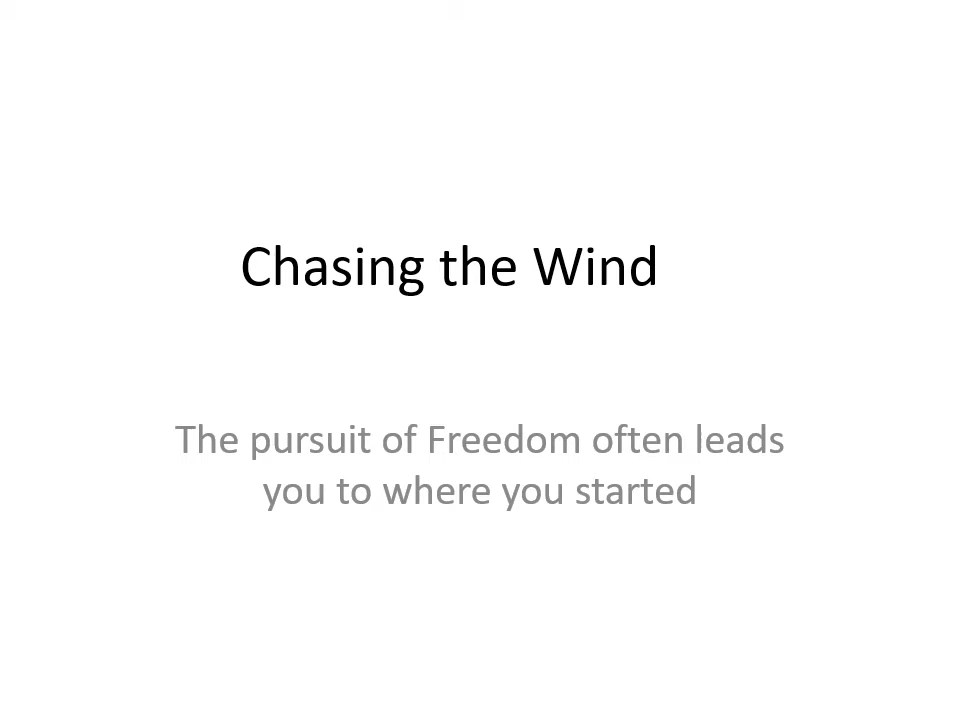 Chasing the Wind
The pursuit of Freedom often leads
you to where you started